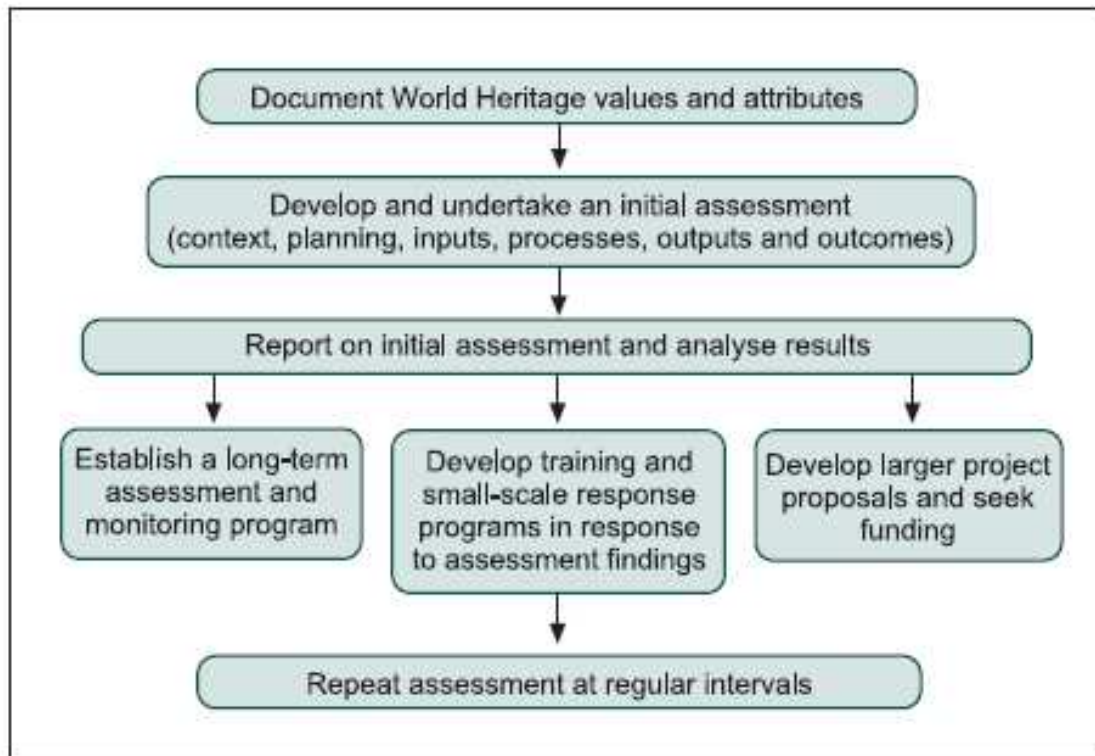 Document World Heritage values and attributes
Develop and undertake an initial assessment
(context, planning, inputs, processes, outputs and outcomes)
Report on initial assessment and analyse results
Establish a long-term
assessment and
monitoring program
Develop training and
small-scale response
programs in response
to assessment findings
Develop larger project
proposals and seek
funding
Repeat assessment at regular intervals